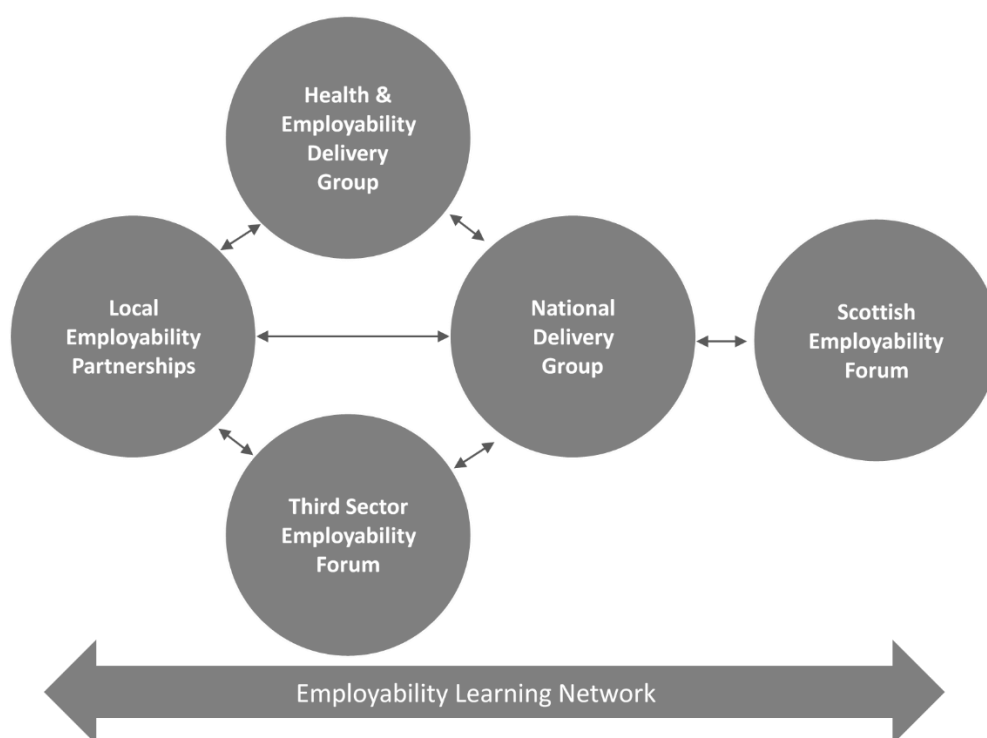 Health &
Employability
Delivery
Group
Local
Employability
Partnerships
National
Delivery
Group
Scottish
Employability
Forum
Third Sector
Employability
Forum
Employability Learning Network